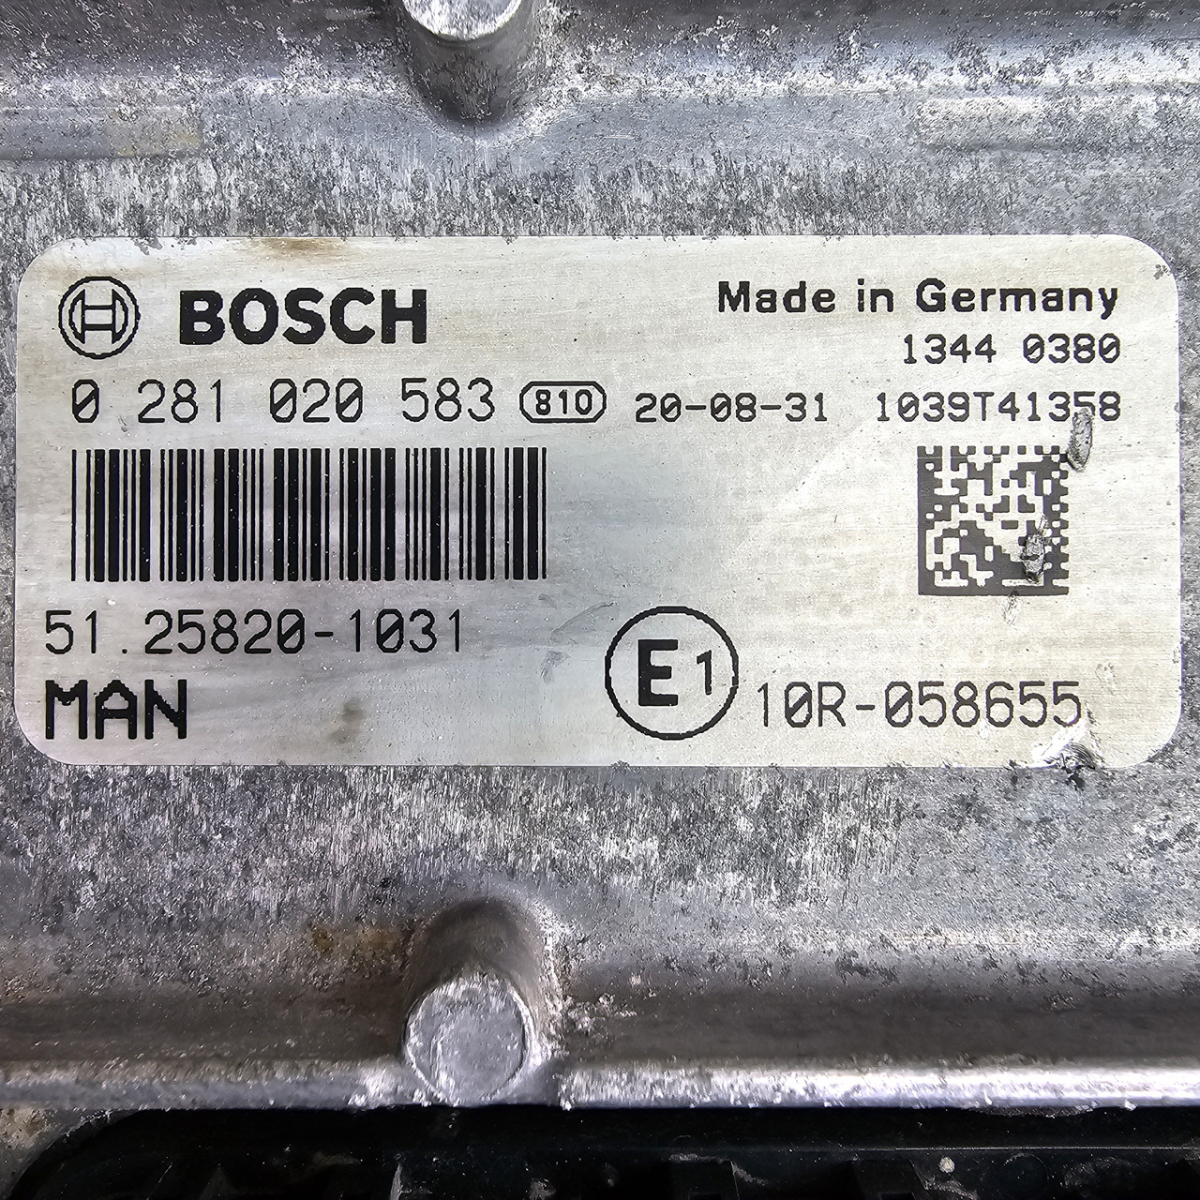 BOSCH
Made in Germany
1344 0380
0 281 020 583 810 20-08-31 1039T41358
51.25820-1031
MAN
E1 10R-058655